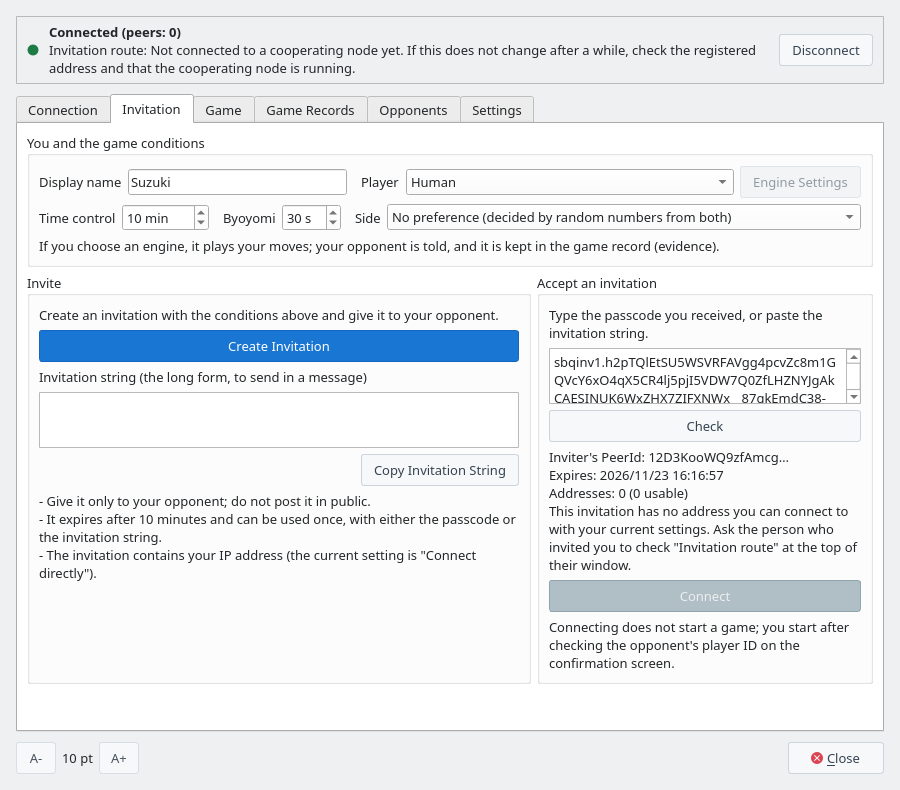 Connected (peers: 0)
Invitation route: Not connected to a cooperating node yet. If this does not change after a while, check the registered
address and that the cooperating node is running.
Disconnect
Connection
Invitation
Game
Game Records
Opponents
Settings
You and the game conditions
Display name
Suzuki
Player
Human
Engine Settings
Time control
10 min
Byoyomi
30 s
Side
No preference (decided by random numbers from both)
If you choose an engine, it plays your moves; your opponent is told, and it is kept in the game record (evidence).
Invite
Create an invitation with the conditions above and give it to your opponent.
Create Invitation
Invitation string (the long form, to send in a message)
Copy Invitation String
- Give it only to your opponent; do not post it in public.
- It expires after 10 minutes and can be used once, with either the passcode or
the invitation string.
- The invitation contains your IP address (the current setting is "Connect
directly").
Accept an invitation
Type the passcode you received, or paste the
invitation string.
sbqinv1.h2pTQlEtSU5WSVRFAVgg4pcvZc8m1G
QVcY6xO4qX5CR4lj5pjI5VDW7Q0ZfLHZNYJgAk
CAESINUK6WxZHX7ZIFXNWx__87gkEmdC38-
Check
Inviter's PeerId: 12D3KooWQ9zfAmcg...
Expires: 2026/11/23 16:16:57
Addresses: 0 (0 usable)
This invitation has no address you can connect to
with your current settings. Ask the person who
invited you to check "Invitation route" at the top of
their window.
Connect
Connecting does not start a game; you start after
checking the opponent's player ID on the
confirmation screen.
A-
10 pt
A+
Close